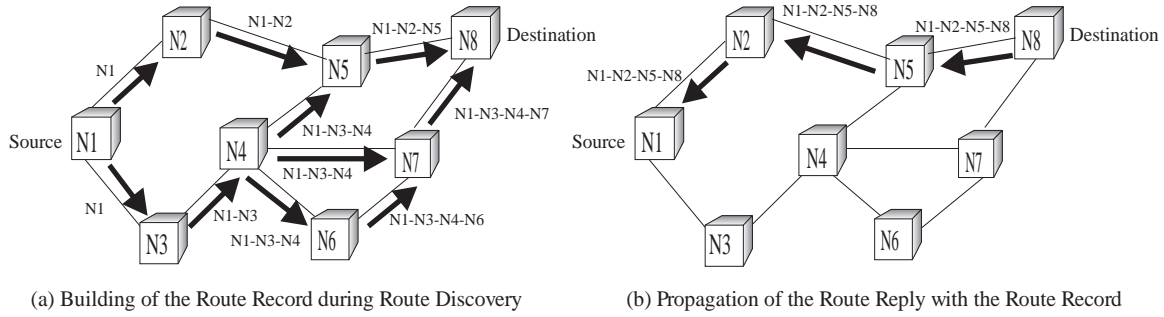 N1-N2
N2
N1-N2-N5
N8
Destination
N5
N1
N1-N3-N4
N1-N3-N4-N7
Source
N1
N4
N7
N1-N3-N4
N1
N1-N3
N1-N3-N4-N6
N3
N1-N3-N4
N6
(a) Building of the Route Record during Route Discovery
N1-N2-N5-N8
N1-N2-N5-N8
N2
N8
Destination
N5
N1-N2-N5-N8
Source
N1
N4
N7
N3
N6
(b) Propagation of the Route Reply with the Route Record